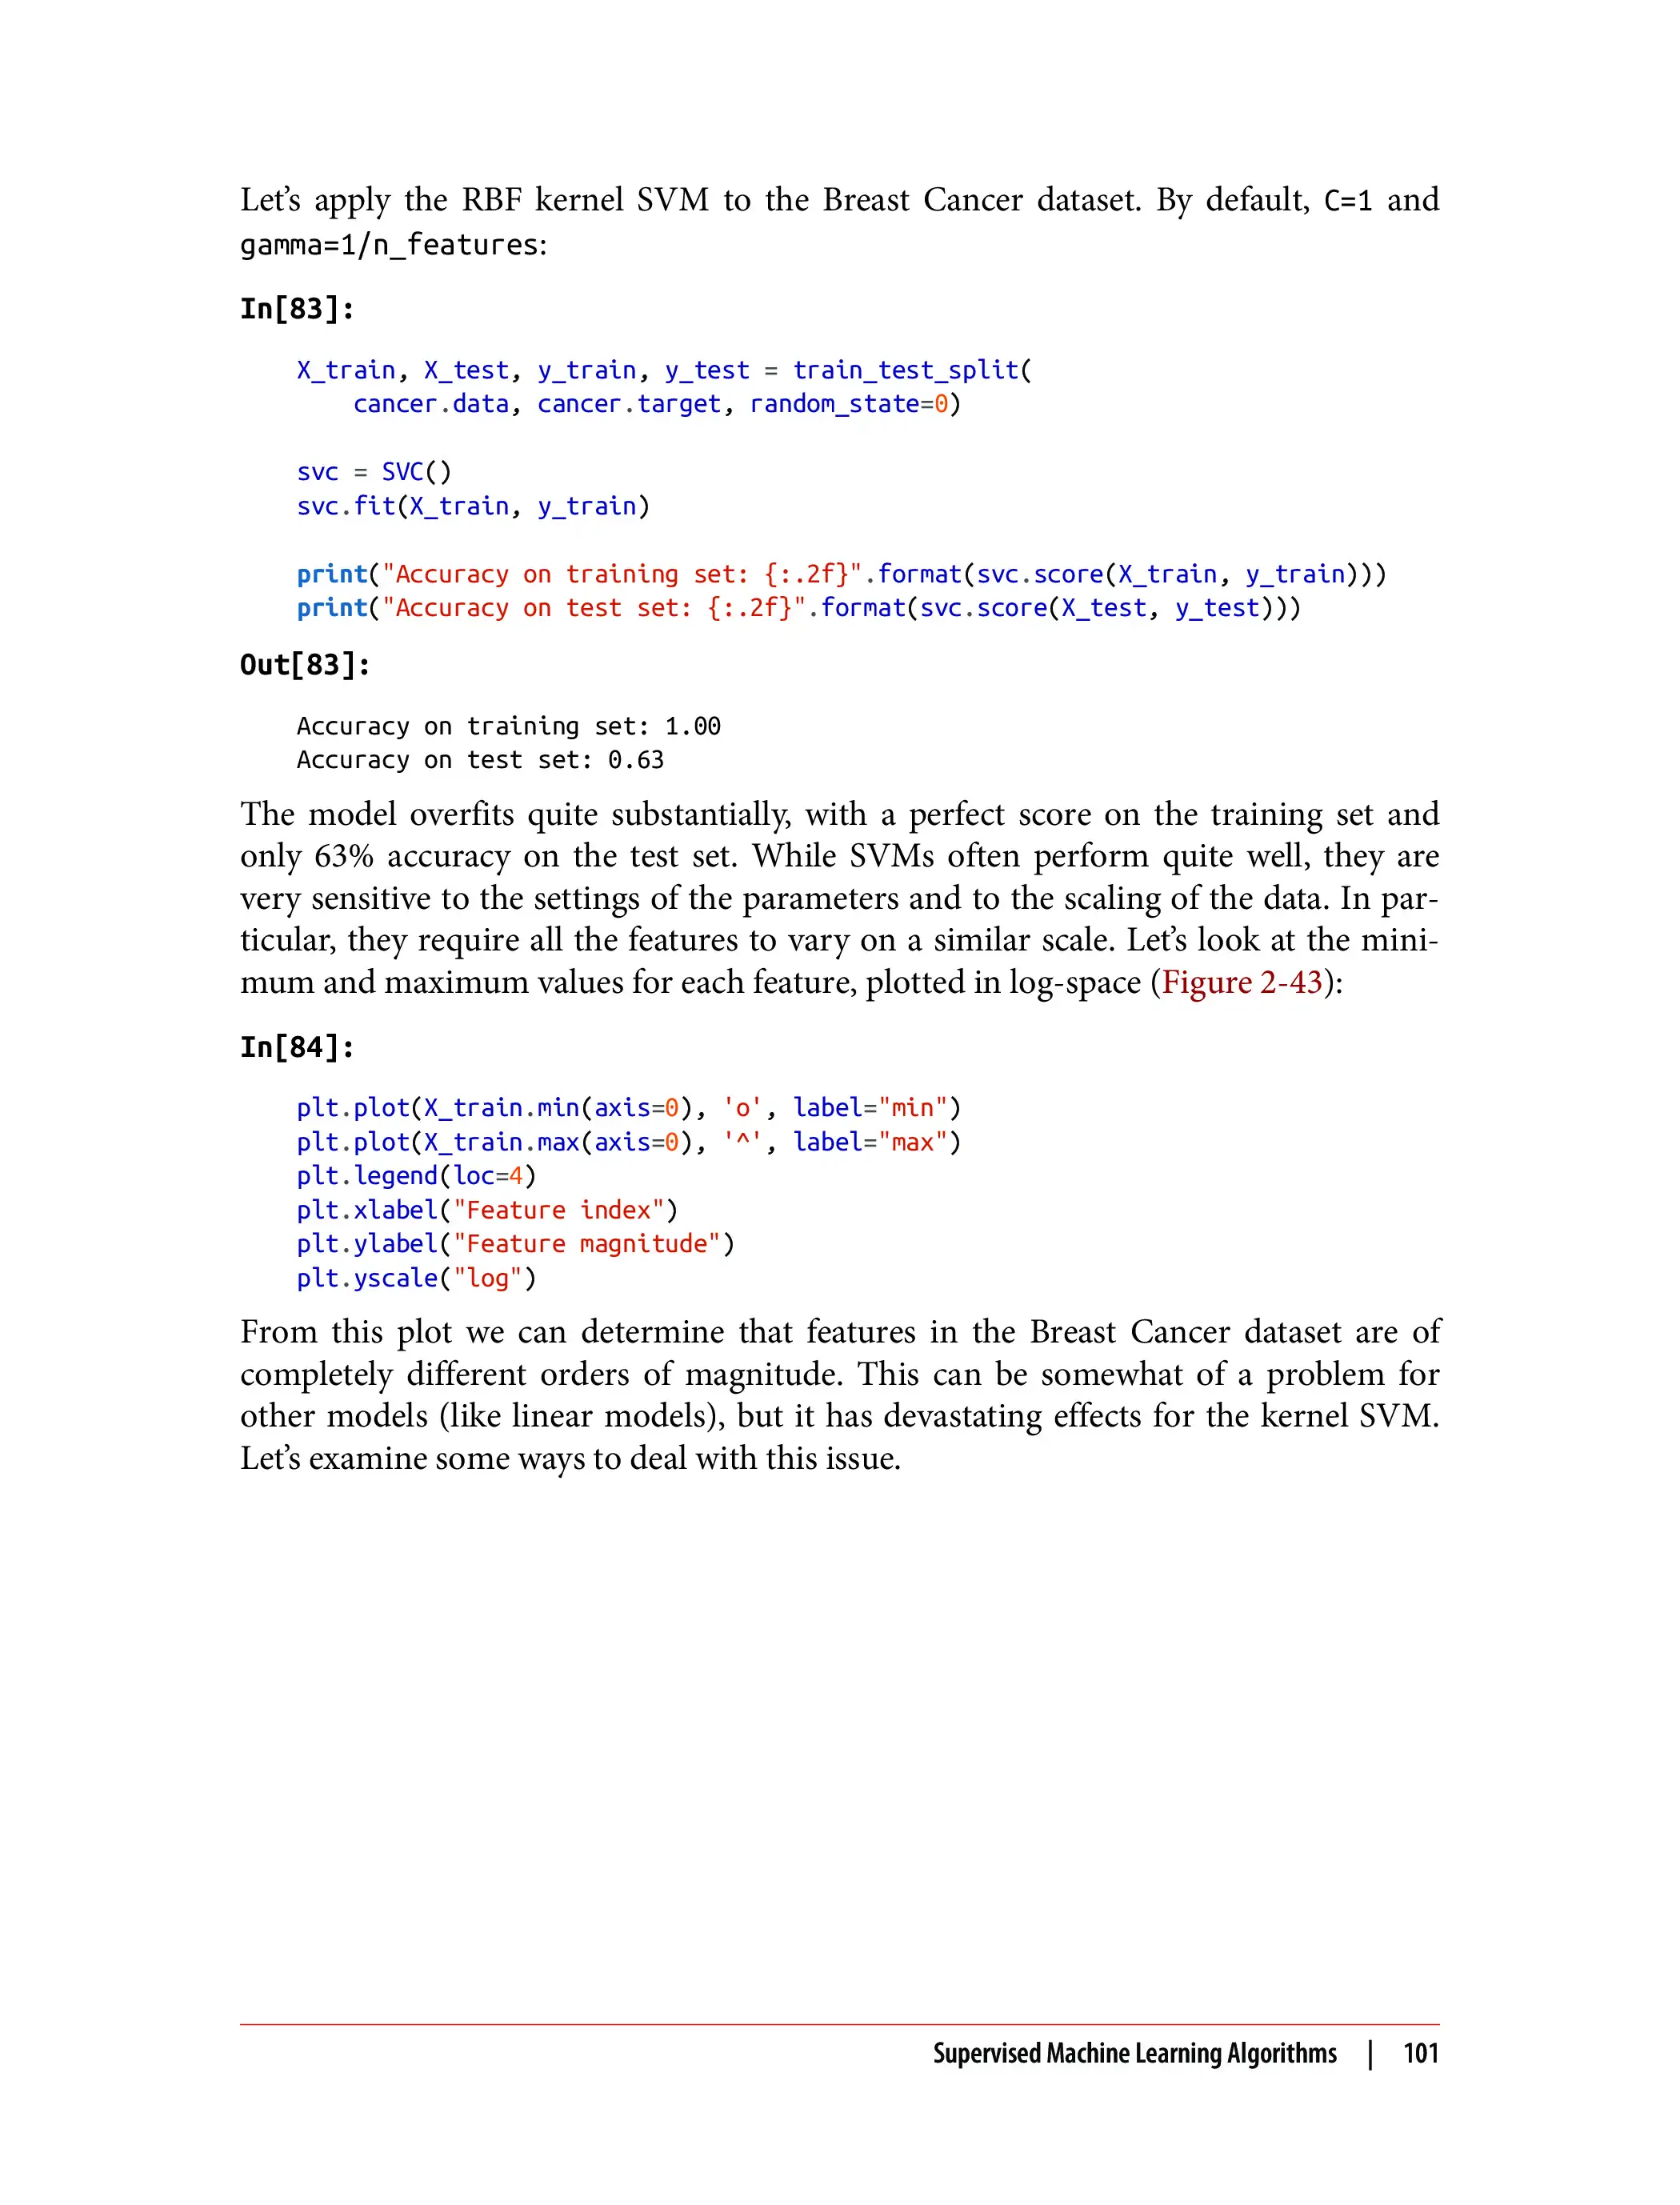 Let’s apply the RBF kernel SVM to the Breast Cancer dataset. By default, C=1 and
gamma=1/n_features:
In[83]:
X_train, X_test, y_train, y_test = train_test_split(
    cancer.data, cancer.target, random_state=0)
svc = SVC()
svc.fit(X_train, y_train)
print("Accuracy on training set: {:.2f}".format(svc.score(X_train, y_train)))
print("Accuracy on test set: {:.2f}".format(svc.score(X_test, y_test)))
Out[83]:
Accuracy on training set: 1.00
Accuracy on test set: 0.63
The model overfits quite substantially, with a perfect score on the training set and
only 63% accuracy on the test set. While SVMs often perform quite well, they are
very sensitive to the settings of the parameters and to the scaling of the data. In par-
ticular, they require all the features to vary on a similar scale. Let’s look at the mini-
mum and maximum values for each feature, plotted in log-space (Figure 2-43):
In[84]:
plt.plot(X_train.min(axis=0), 'o', label="min")
plt.plot(X_train.max(axis=0), '^', label="max")
plt.legend(loc=4)
plt.xlabel("Feature index")
plt.ylabel("Feature magnitude")
plt.yscale("log")
From this plot we can determine that features in the Breast Cancer dataset are of
completely different orders of magnitude. This can be somewhat of a problem for
other models (like linear models), but it has devastating effects for the kernel SVM.
Let’s examine some ways to deal with this issue.
Supervised Machine Learning Algorithms | 101